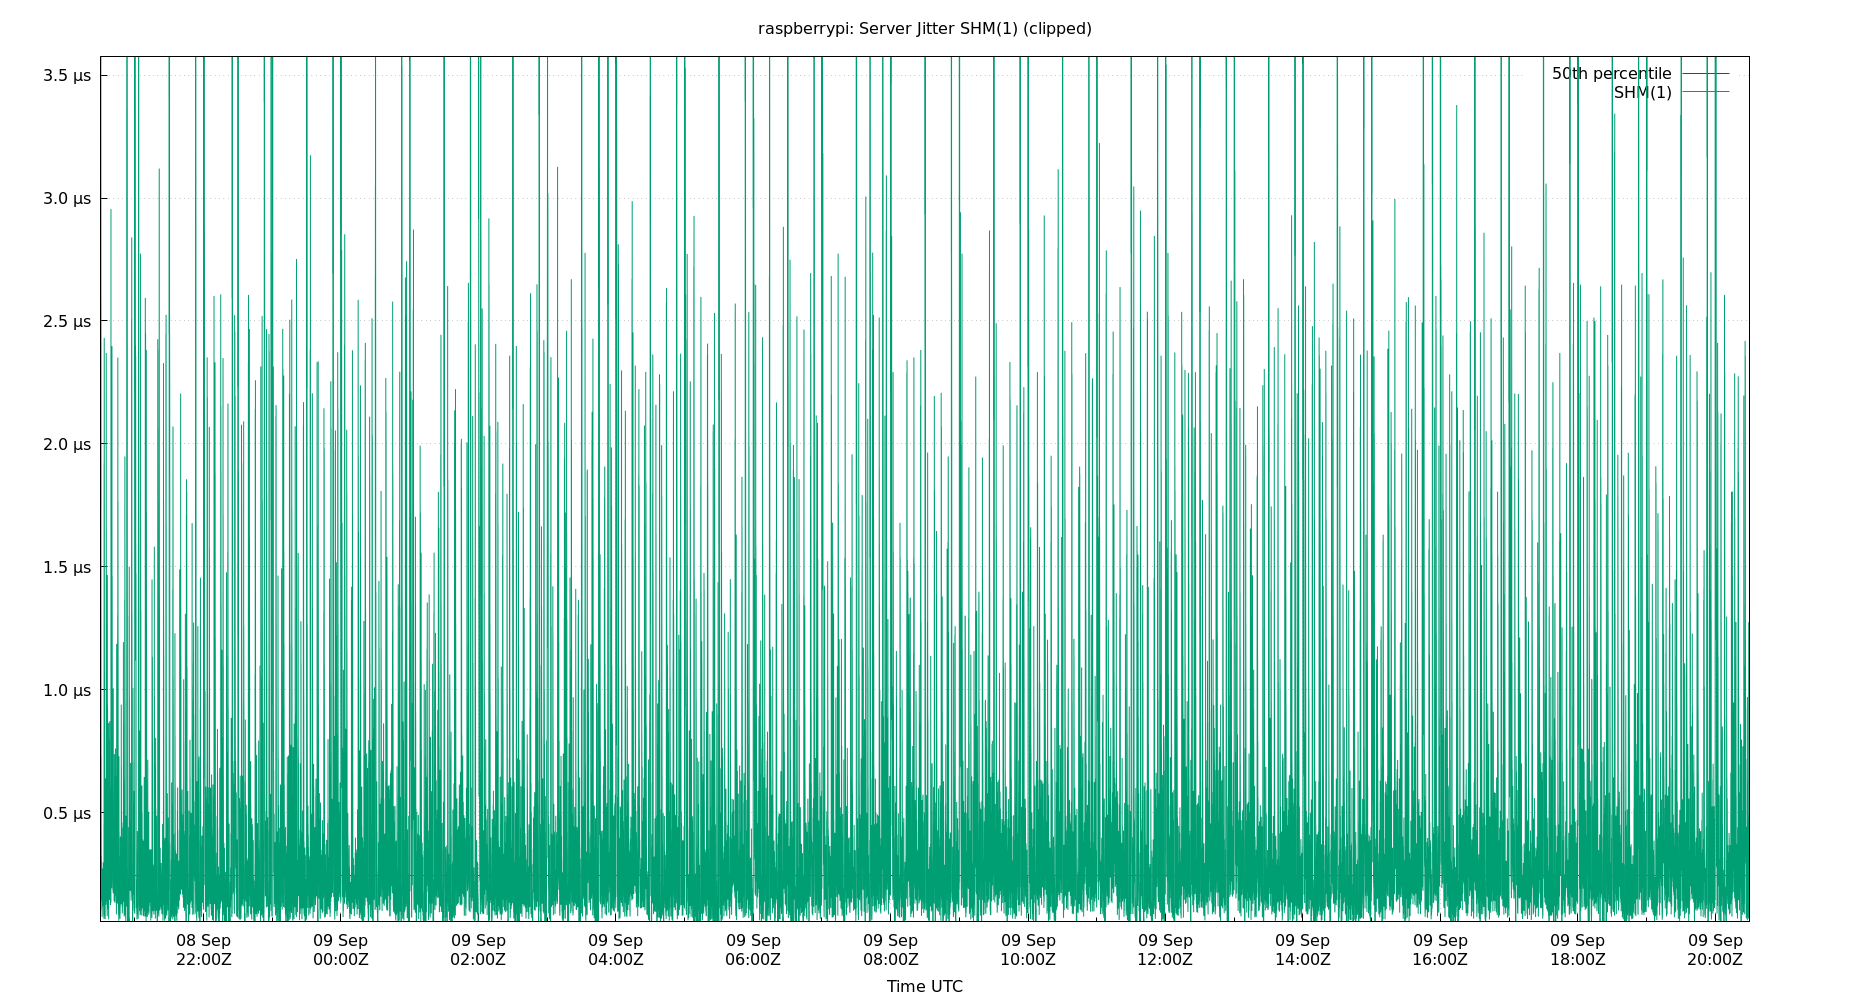 raspberrypi: Server Jitter SHM(1) (clipped)
3.5 µs
3.0 µs
2.5 µs
2.0 µs
1.5 µs
1.0 µs
0.5 µs
50th percentile
SHM(1)
08 Sep 09 Sep 09 Sep 09 Sep 09 Sep 09 Sep 09 Sep 09 Sep 09 Sep 09 Sep 09 Sep 09 Sep
22:00Z 00:00Z 02:00Z 04:00Z 06:00Z 08:00Z 10:00Z 12:00Z 14:00Z 16:00Z 18:00Z 20:00Z
Time UTC